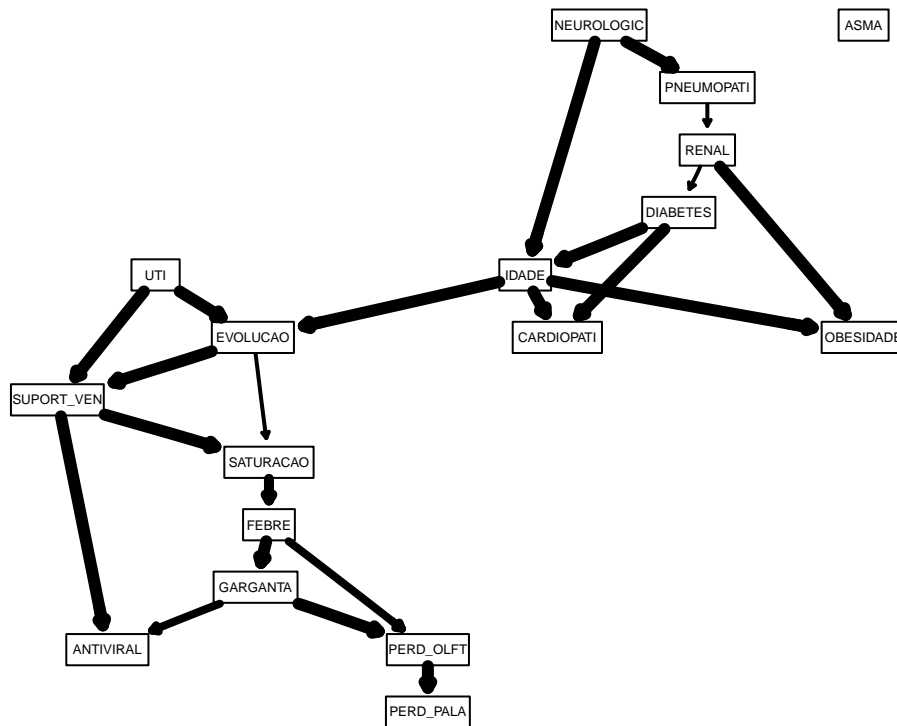 NEUROLOGIC
ASMA
PNEUMOPATI
RENAL
DIABETES
UTI
IDADE
EVOLUCAO
CARDIOPATI
OBESIDADE
SUPORT_VEN
SATURACAO
FEBRE
GARGANTA
ANTIVIRAL
PERD_OLFT
PERD_PALA